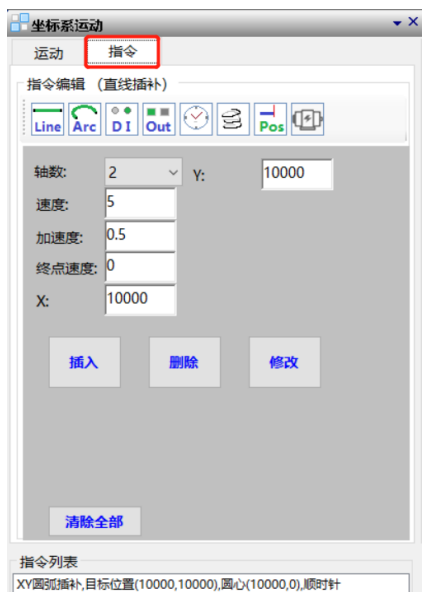 坐标系运动
运动 指令
指令编辑 (直线插补)
Line Arc D I Out Pos
轴数: 2 Y: 10000
速度: 5
加速度: 0.5
终点速度: 0
X: 10000
插入 删除 修改
清除全部
指令列表
XY圆弧插补,目标位置(10000,10000),圆心(10000,0),顺时针